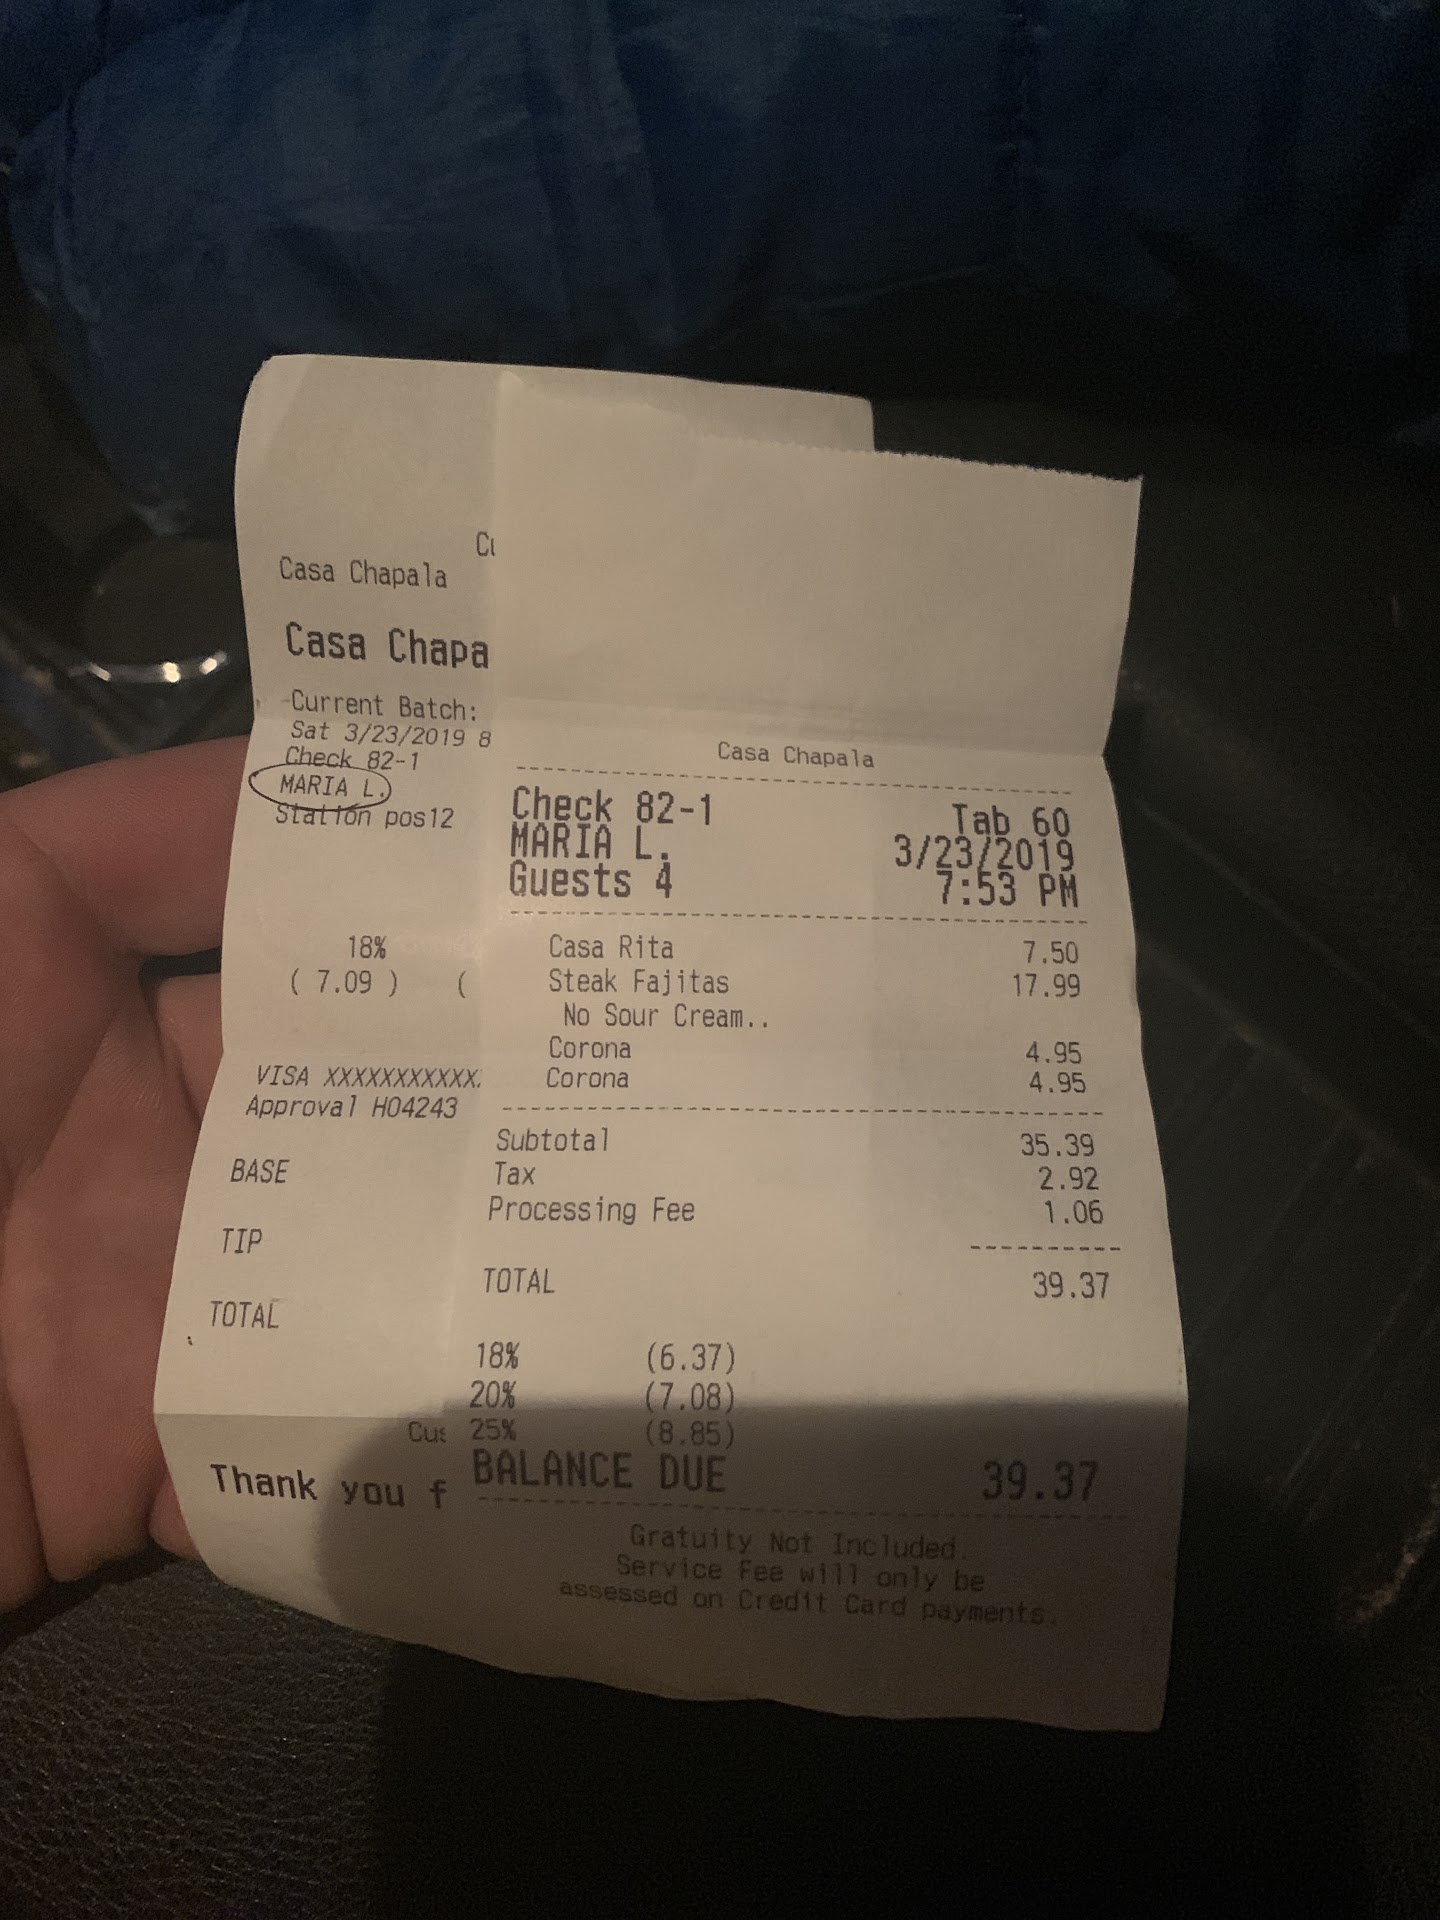 Cu
Casa Chapala
Casa Chapa
Current Batch:
Sat 3/23/2019 8
Check 82-1
MARIA L.
Station pos12
18%
( 7.09 ) (
VISA XXXXXXXXXXX
Approval H04243
BASE
TIP
TOTAL
Cus
Thank you f
Casa Chapala
Check 82-1 Tab 60
MARIA L. 3/23/2019
Guests 4 7:53 PM
Casa Rita 7.50
Steak Fajitas 17.99
No Sour Cream..
Corona 4.95
Corona 4.95
Subtotal 35.39
Tax 2.92
Processing Fee 1.06
TOTAL 39.37
18% (6.37)
20% (7.08)
25% (8.85)
BALANCE DUE 39.37
Gratuity Not Included.
Service Fee will only be
assessed on Credit Card payments.